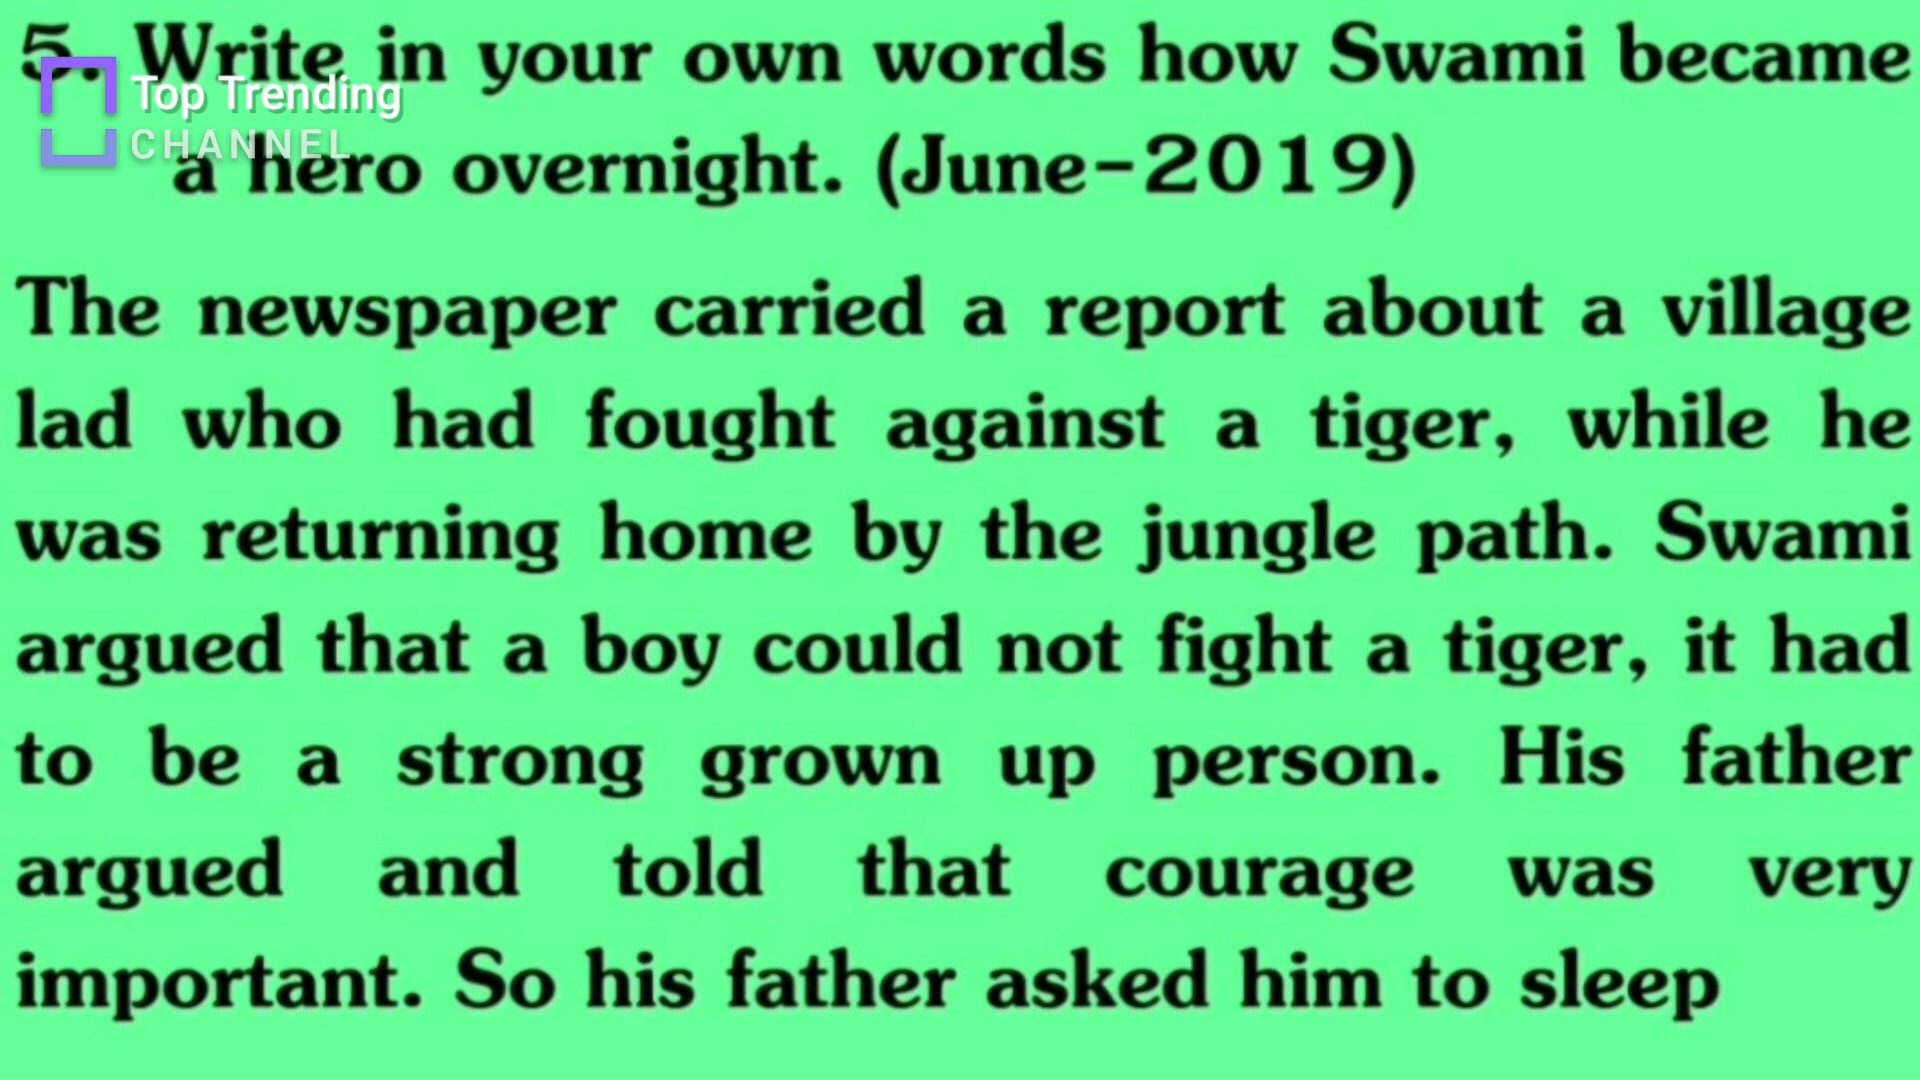 5. Write in your own words how Swami became
Top Trending
CHANNEL
a hero overnight. (June-2019)
The newspaper carried a report about a village
lad who had fought against a tiger, while he
was returning home by the jungle path. Swami
argued that a boy could not fight a tiger, it had
to be a strong grown up person. His father
argued and told that courage was very
important. So his father asked him to sleep